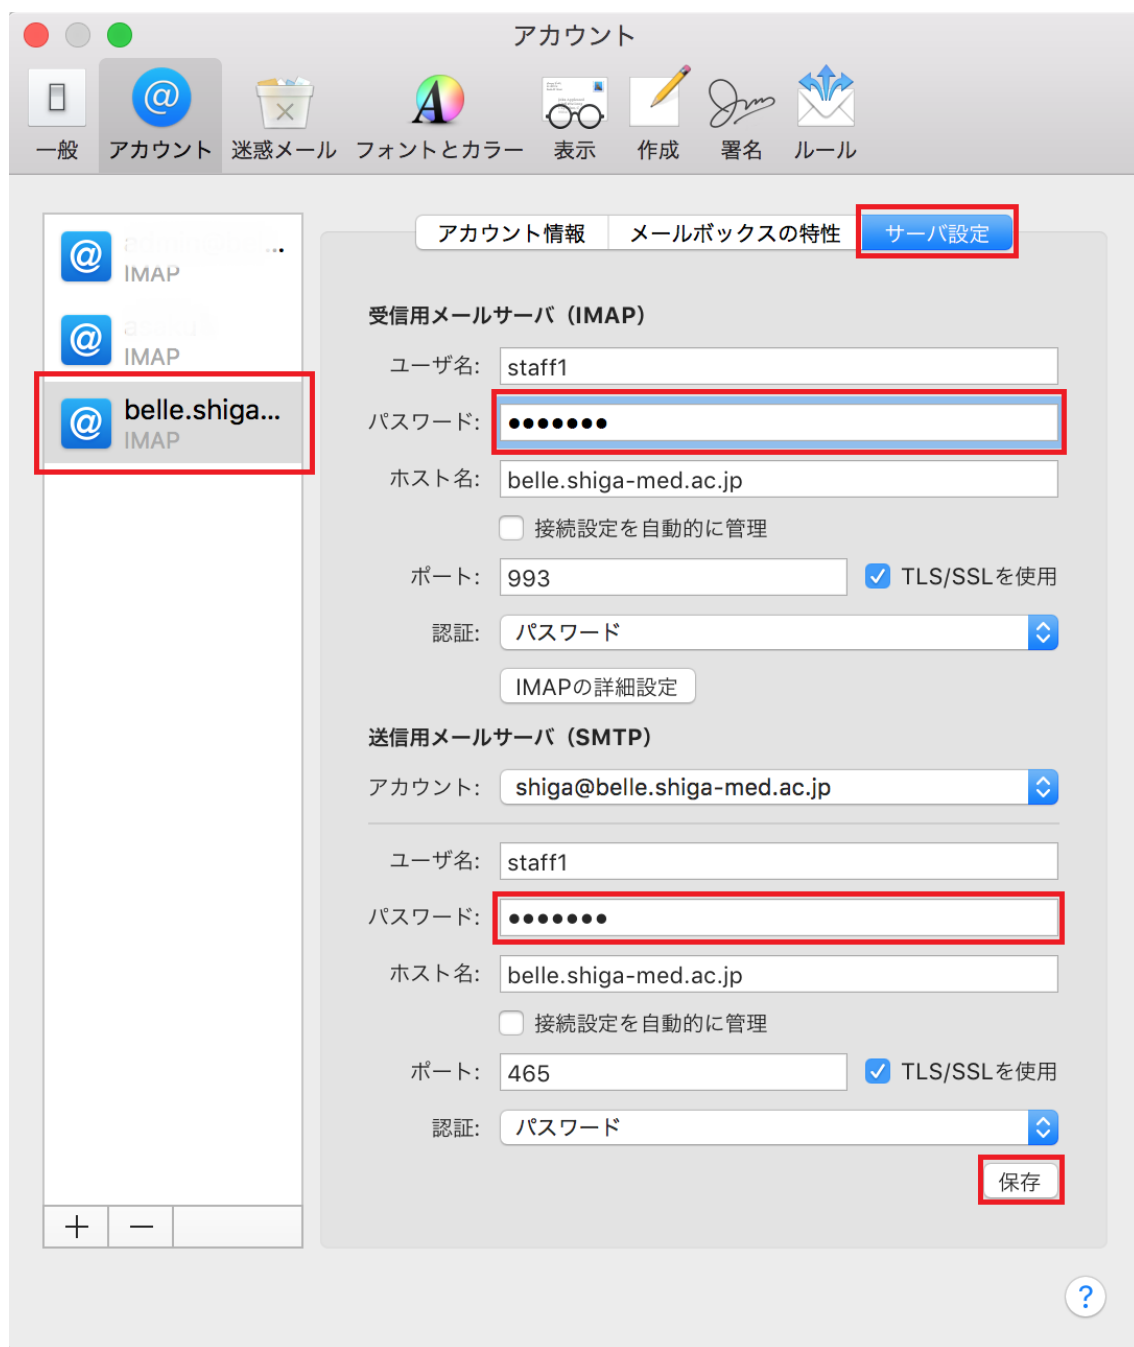 アカウント
一般 アカウント 迷惑メール フォントとカラー 表示 作成 署名 ルール
アカウント情報 メールボックスの特性 サーバ設定
IMAP
IMAP
belle.shiga...
IMAP
受信用メールサーバ（IMAP）
ユーザ名: staff1
パスワード: ●●●●●●●
ホスト名: belle.shiga-med.ac.jp
接続設定を自動的に管理
ポート: 993 TLS/SSLを使用
認証: パスワード
IMAPの詳細設定
送信用メールサーバ（SMTP）
アカウント: shiga@belle.shiga-med.ac.jp
ユーザ名: staff1
パスワード: ●●●●●●●
ホスト名: belle.shiga-med.ac.jp
接続設定を自動的に管理
ポート: 465 TLS/SSLを使用
認証: パスワード
保存
?